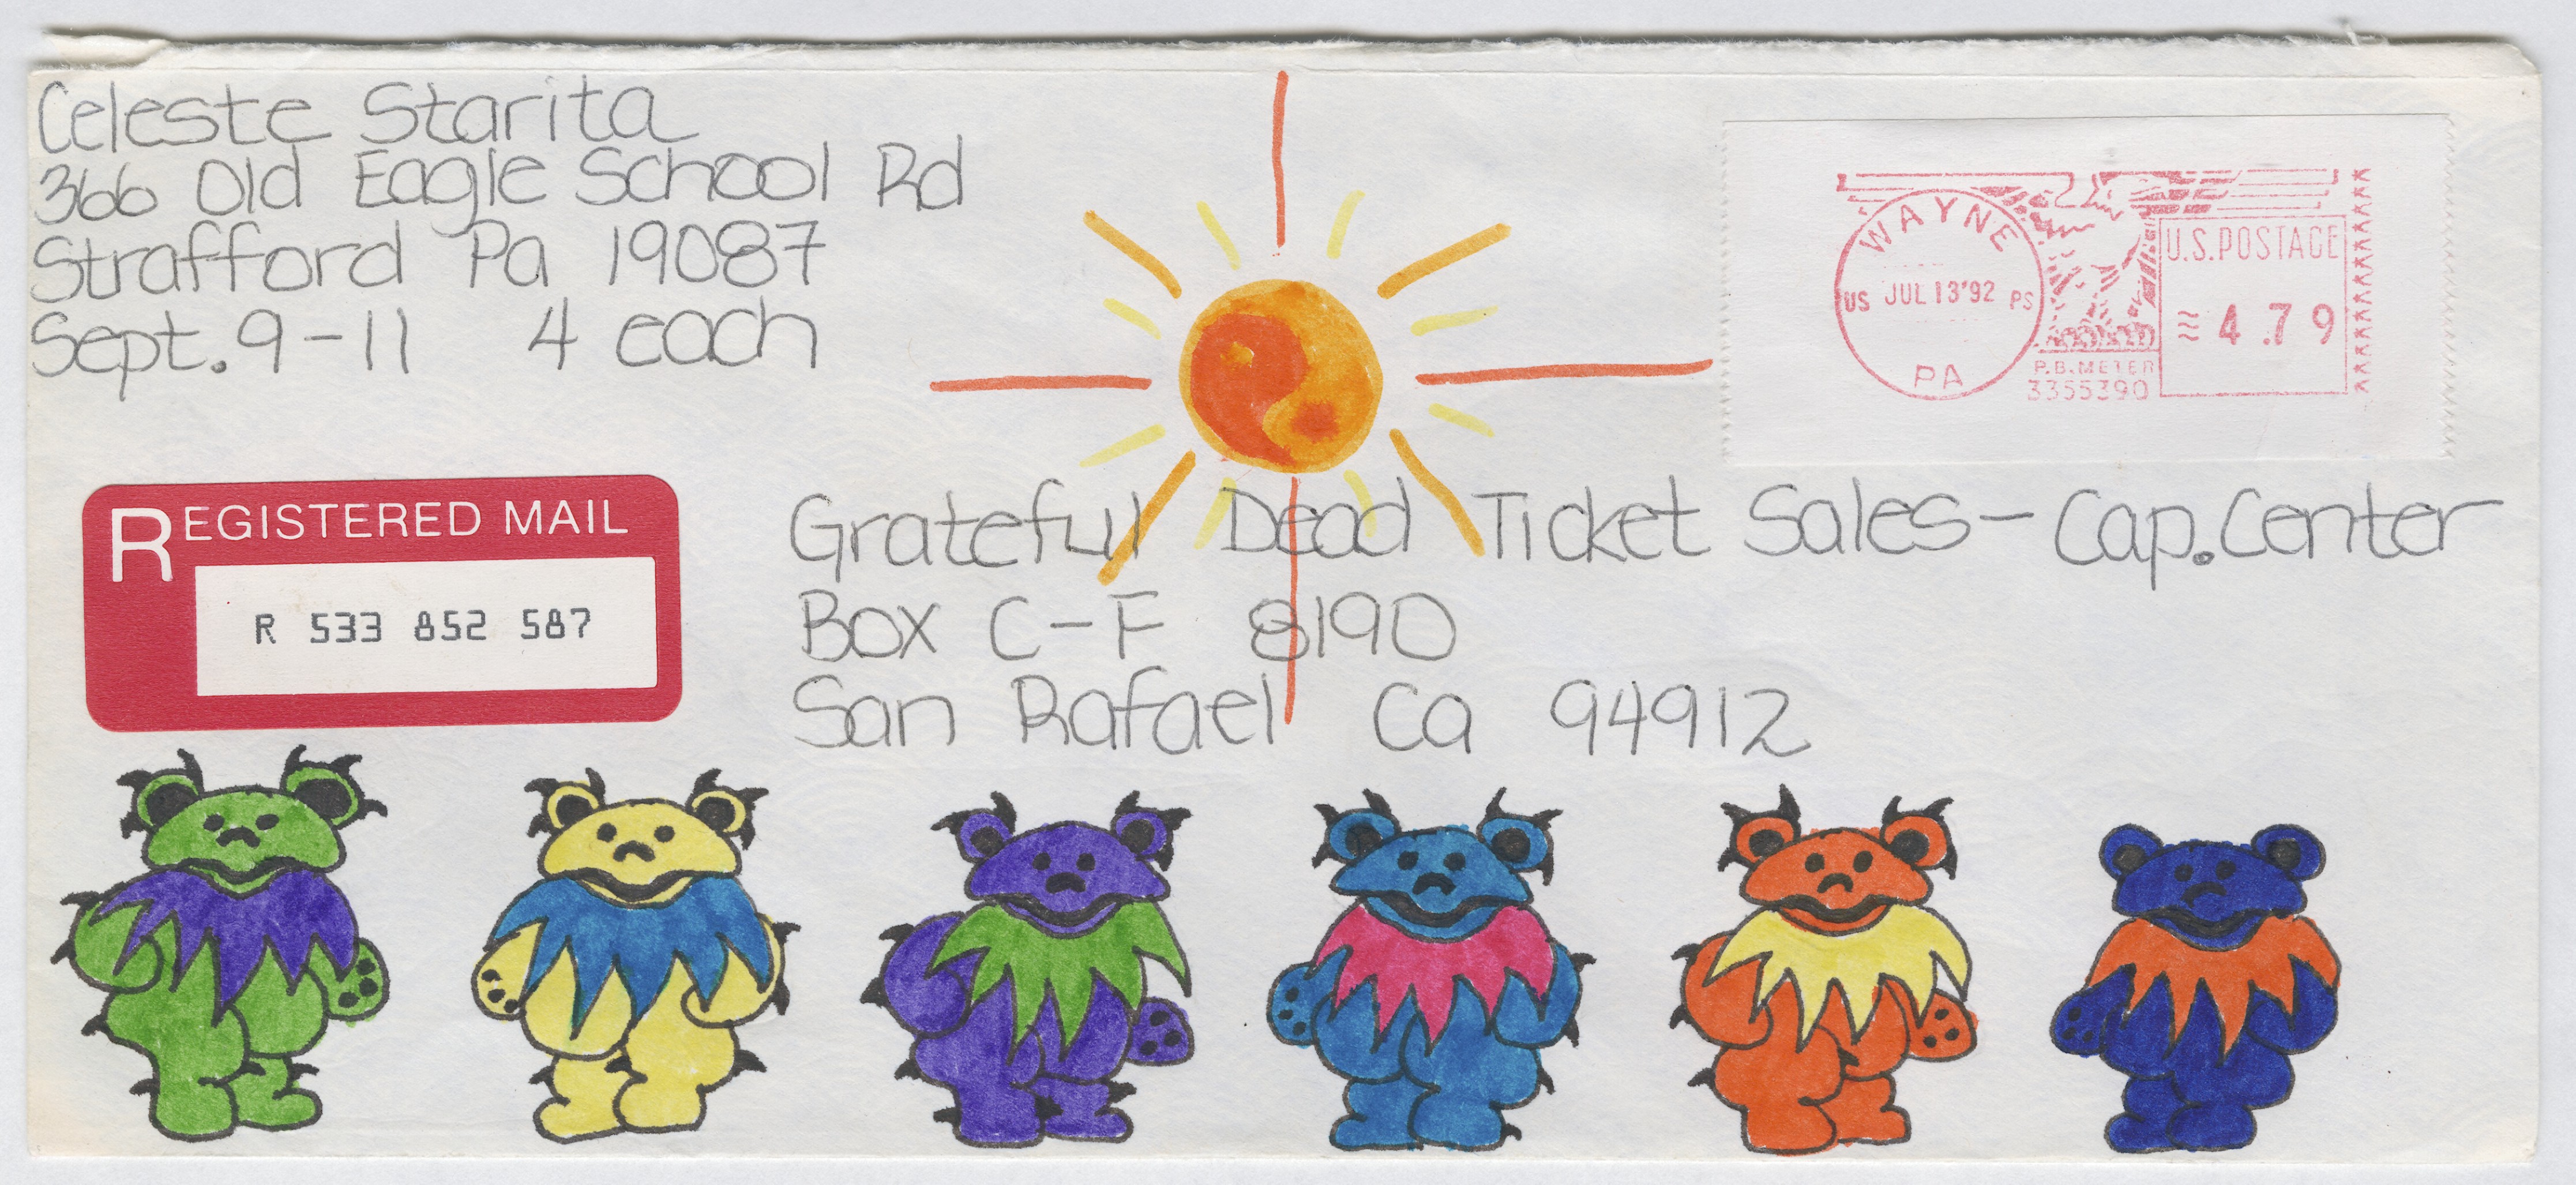 Celeste Starita
366 Old Eagle School Rd
Strafford Pa 19087
Sept. 9-11 4 each
WAYNE
US JUL 13'92 PS
PA
P.B. METER
3355390
U.S. POSTAGE
4.79
REGISTERED MAIL
R 533 852 587
Grateful Dead Ticket Sales- Cap. Center
Box C-F 8190
San Rafael Ca 94912